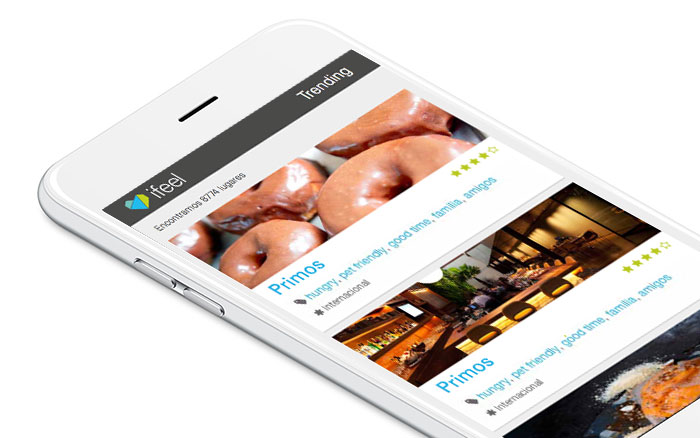 ifeel
Trending
Encontramos 8774 lugares
Primos
hungry, pet friendly, good time, familia, amigos
internacional
Primos
hungry, pet friendly, good time, familia, amigos
internacional